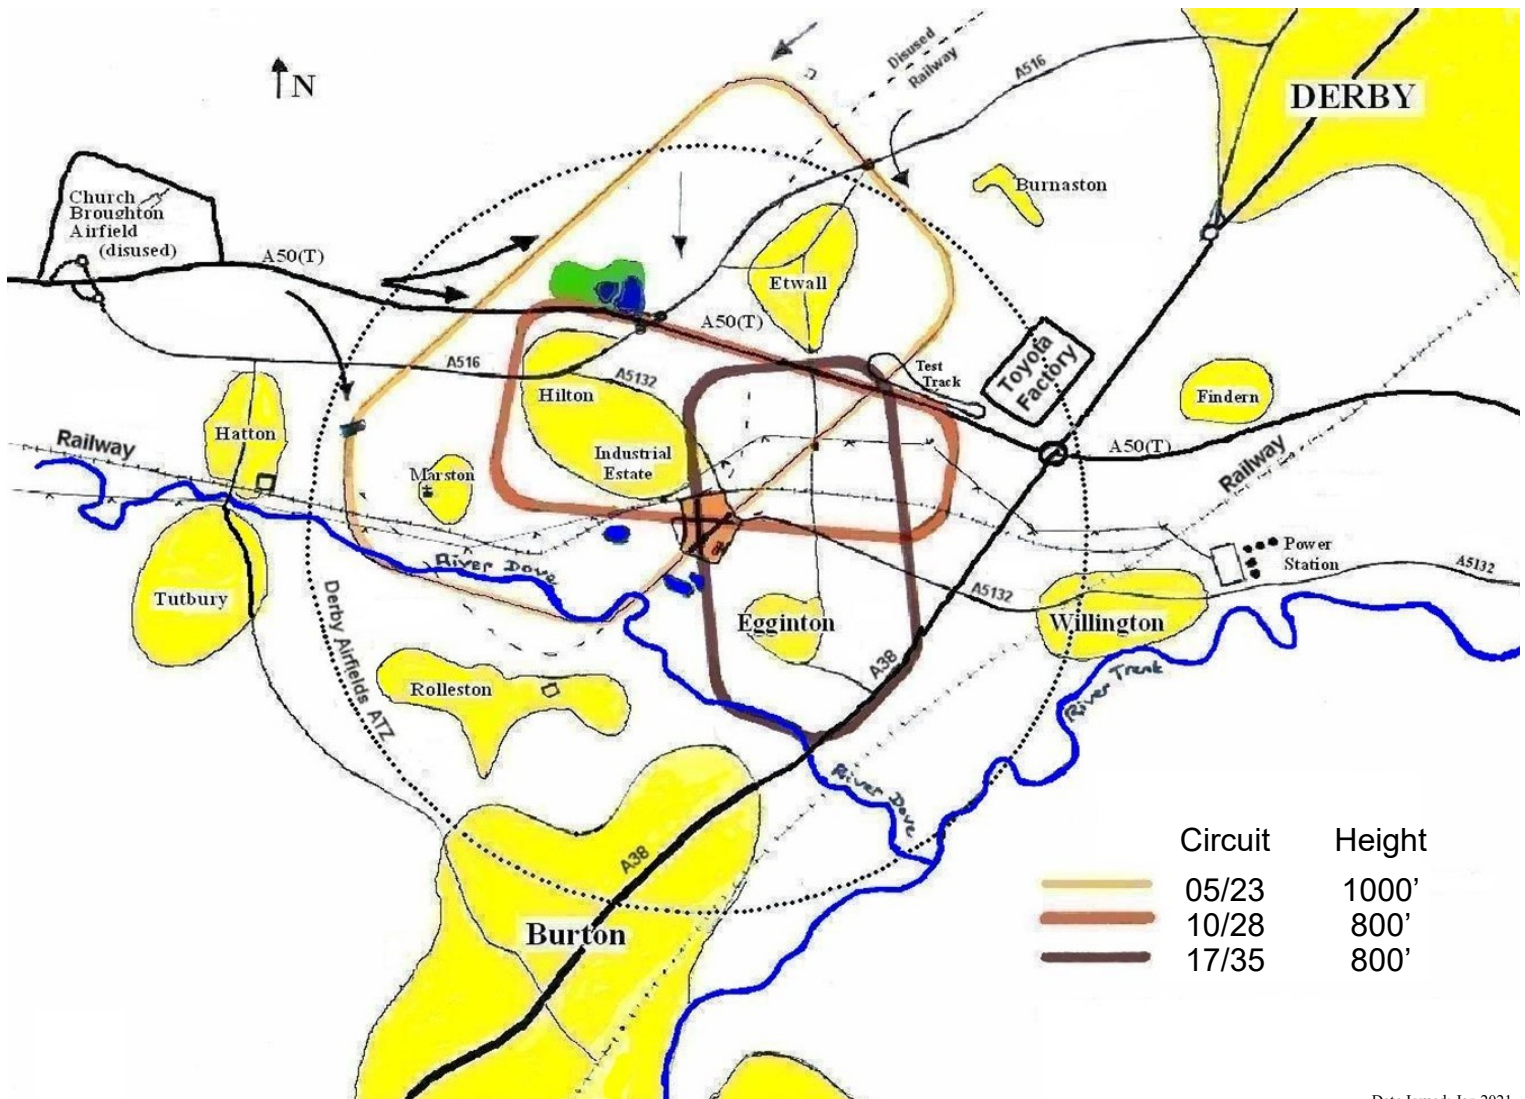 Disused
Railway
A516
DERBY
N
Church
Broughton
Airfield
(disused)
A50(T)
Burnaston
Etwall
A50(T)
Toyota
Factory
Test
Track
A516
A5132
Hilton
Findern
Railway
Hatton
Industrial
Estate
A50(T)
Railway
Marston
River Dove
Power
Station
A5132
Tutbury
Derby Airfields ATZ
A5132
Egginton
Willington
A38
River Trent
Rolleston
River Dove
Circuit Height
05/23 1000’
10/28 800’
17/35 800’
A38
Burton